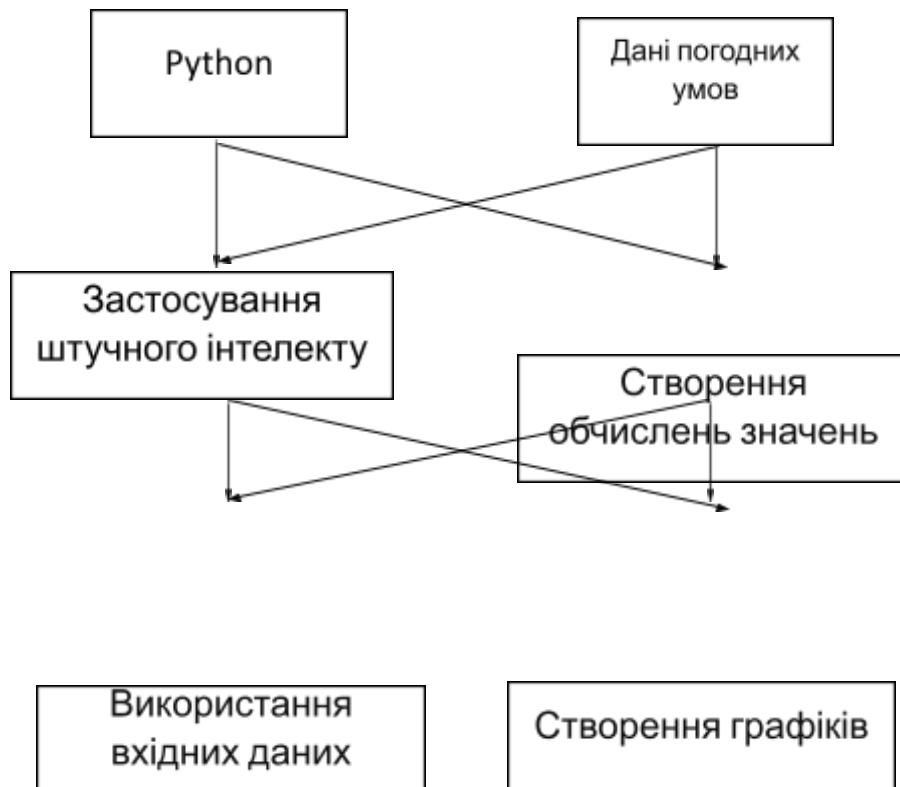 Python
Дані погодних
умов
Застосування
штучного інтелекту
Створення
обчислень значень
Використання
вхідних даних
Створення графіків